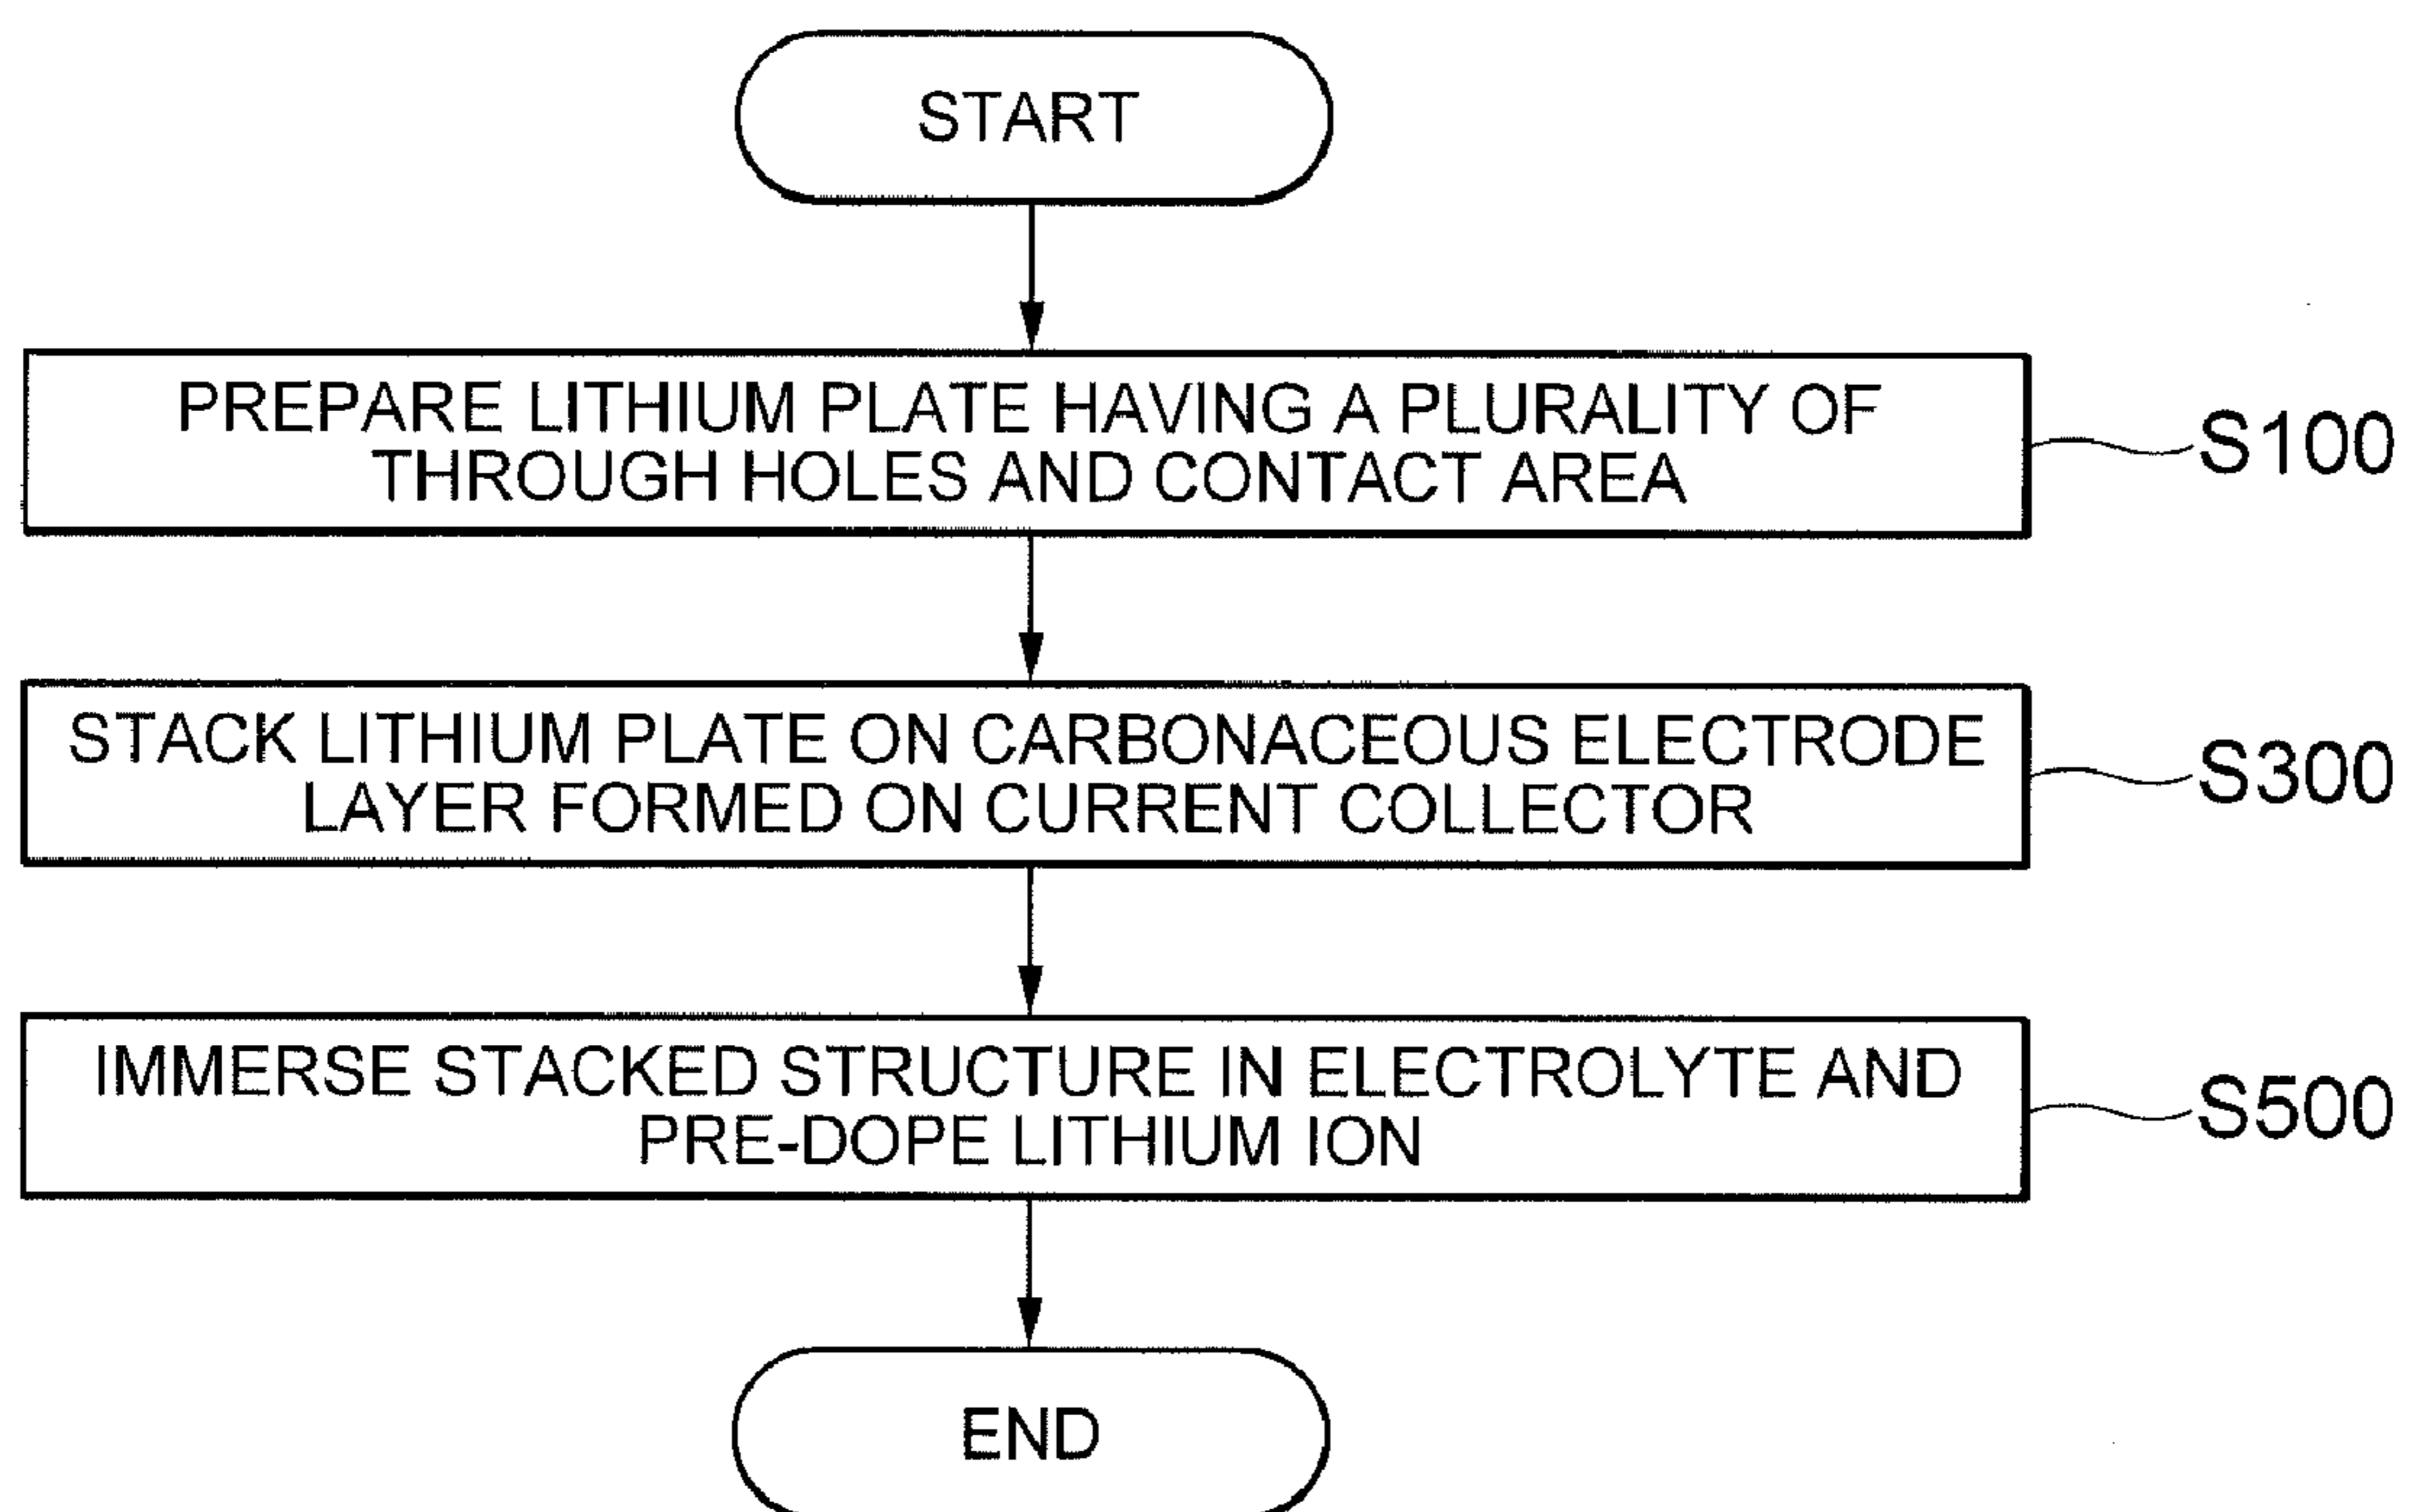 START
PREPARE LITHIUM PLATE HAVING A PLURALITY OF
THROUGH HOLES AND CONTACT AREA
S100
STACK LITHIUM PLATE ON CARBONACEOUS ELECTRODE
LAYER FORMED ON CURRENT COLLECTOR
S300
IMMERSE STACKED STRUCTURE IN ELECTROLYTE AND
PRE-DOPE LITHIUM ION
S500
END